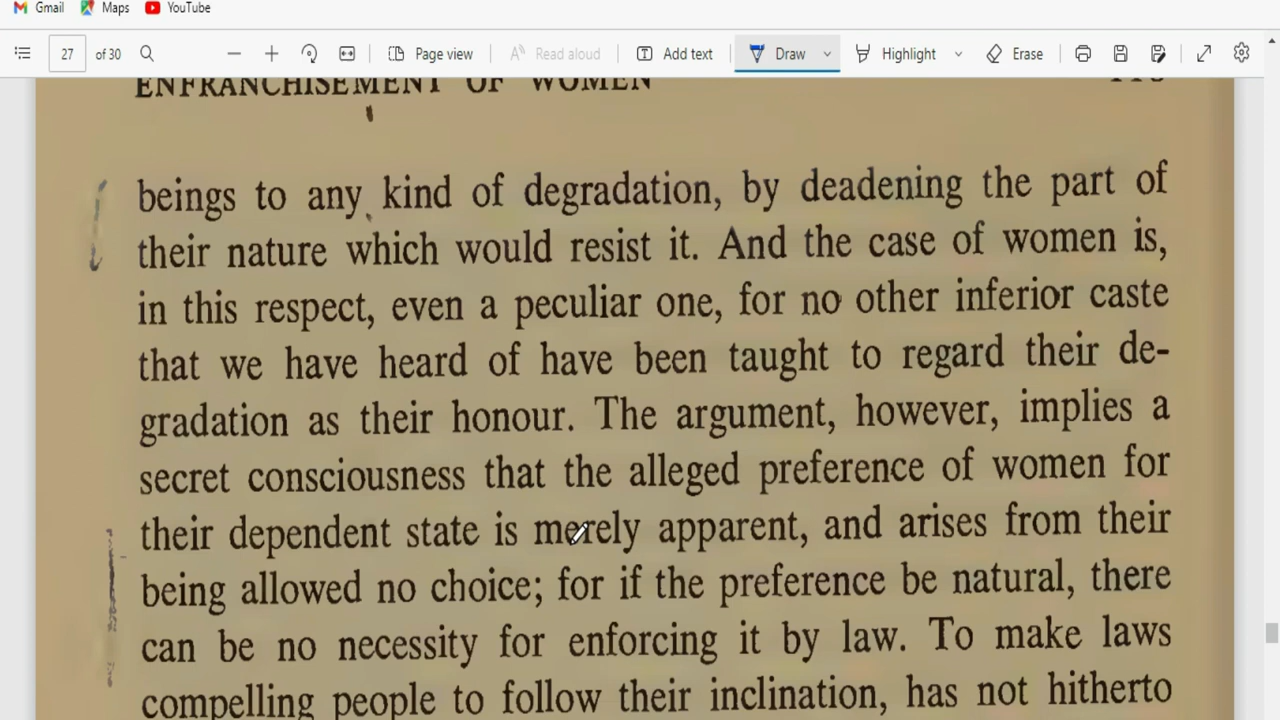 Gmail Maps YouTube
27 of 30 Page view Read aloud Add text Draw Highlight Erase
ENFRANCHISEMENT OF WOMEN
beings to any kind of degradation, by deadening the part of
their nature which would resist it. And the case of women is,
in this respect, even a peculiar one, for no other inferior caste
that we have heard of have been taught to regard their de-
gradation as their honour. The argument, however, implies a
secret consciousness that the alleged preference of women for
their dependent state is merely apparent, and arises from their
being allowed no choice; for if the preference be natural, there
can be no necessity for enforcing it by law. To make laws
compelling people to follow their inclination, has not hitherto